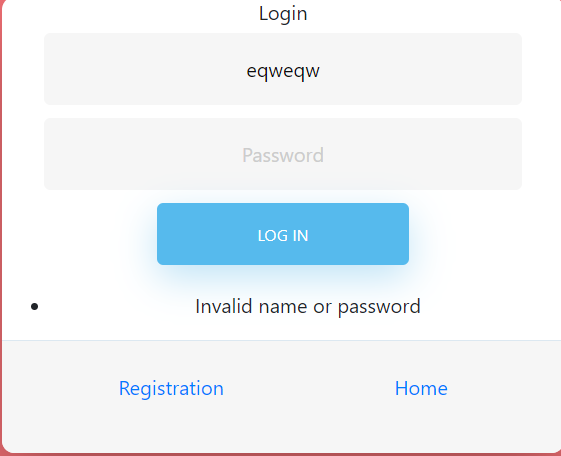 Login
eqweqw
Password
LOG IN
Invalid name or password
Registration Home